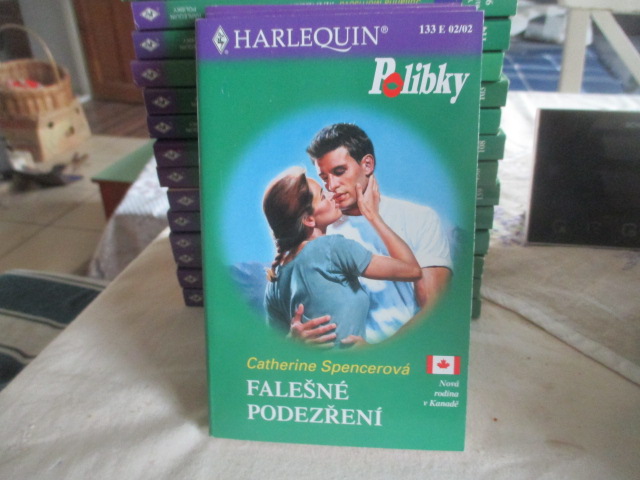 HARLEQUIN®
133 E 02/02
Polibky
Catherine Spencerová
FALEŠNÉ
PODEZŘENÍ
Nová
rodina
v Kanadě